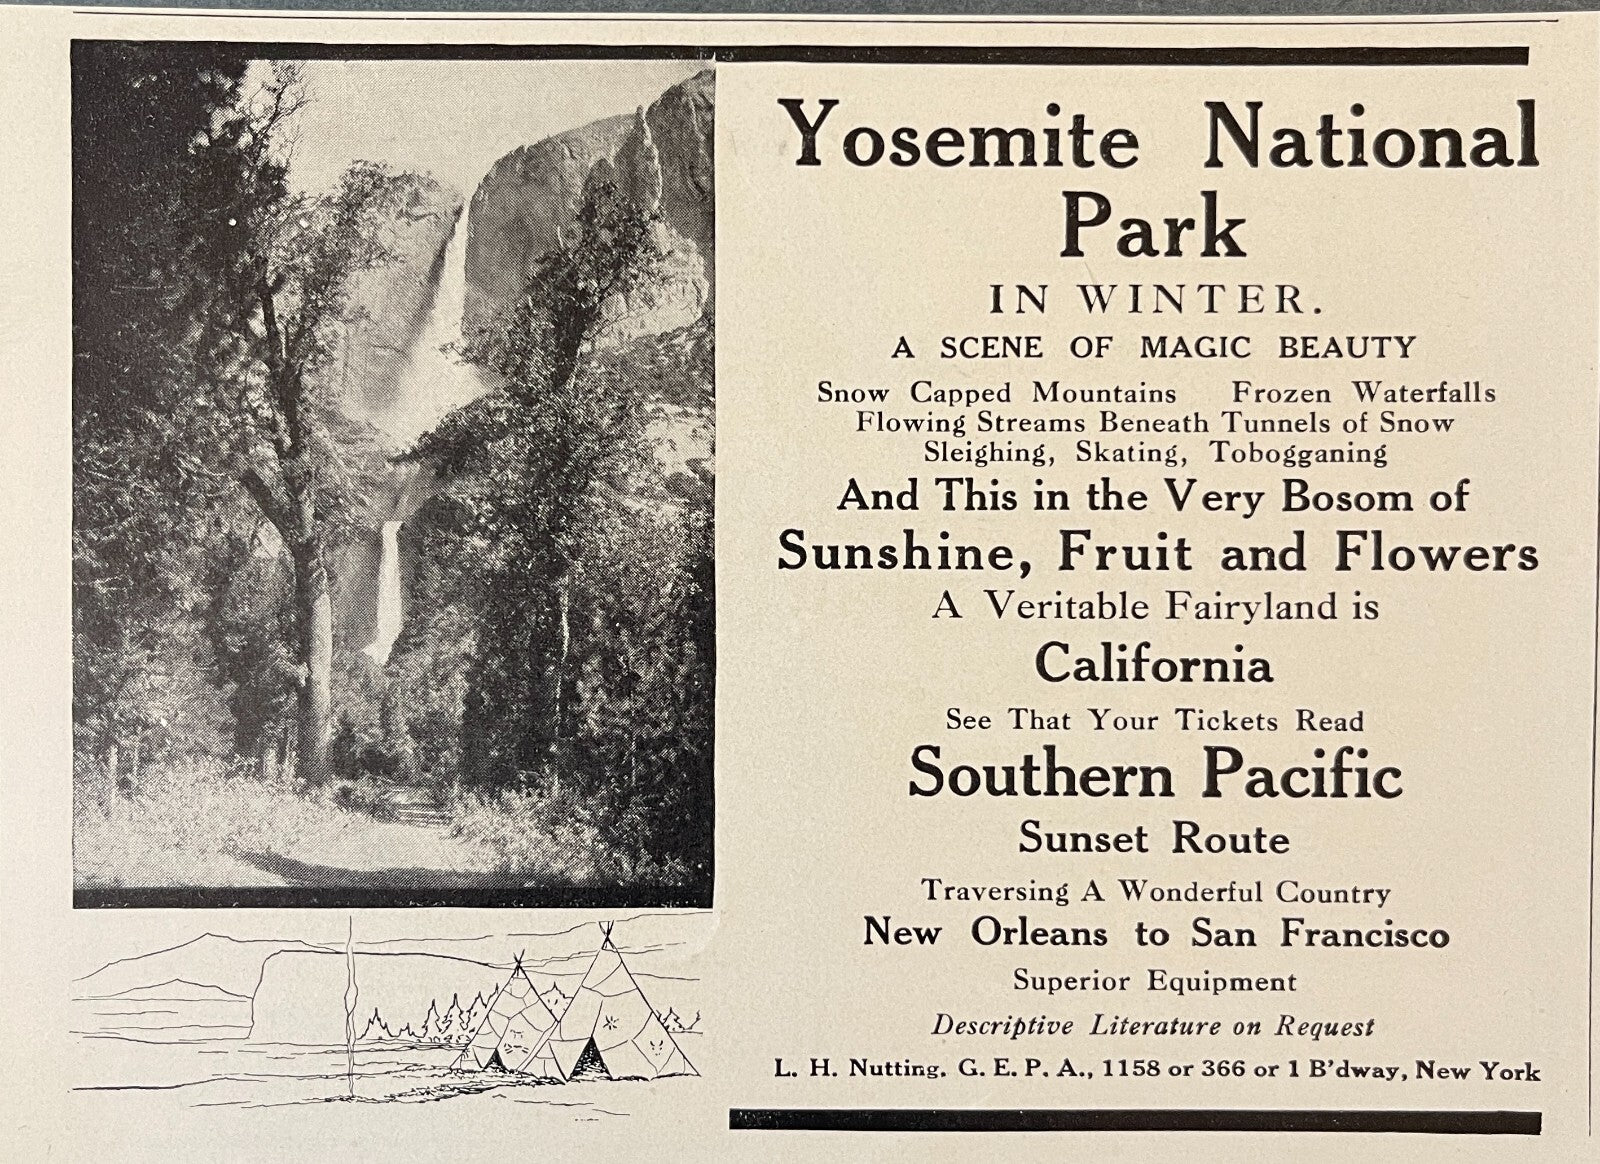 Yosemite National
Park
IN WINTER.
A SCENE OF MAGIC BEAUTY
Snow Capped Mountains Frozen Waterfalls
Flowing Streams Beneath Tunnels of Snow
Sleighing, Skating, Tobogganing
And This in the Very Bosom of
Sunshine, Fruit and Flowers
A Veritable Fairyland is
California
See That Your Tickets Read
Southern Pacific
Sunset Route
Traversing A Wonderful Country
New Orleans to San Francisco
Superior Equipment
Descriptive Literature on Request
L. H. Nutting. G. E. P. A., 1158 or 366 or 1 B'dway, New York